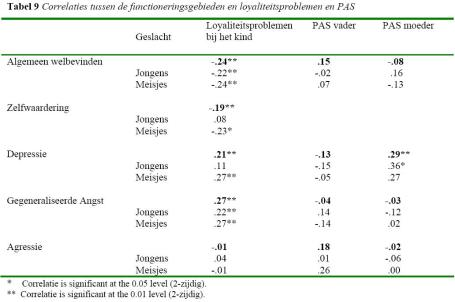 Tabel 9 Correlaties tussen de functioneringsgebieden en loyaliteitsproblemen en PAS
Geslacht Loyaliteitsproblemen bij het kind PAS vader PAS moeder
Algemeen welbevinden -.24** .15 -.08
Jongens -.22** -.02 .16
Meisjes -.24** .07 -.13
Zelfwaardering -.19**
Jongens .08
Meisjes -.23*
Depressie .21** -.13 .29**
Jongens .11 -.15 .36*
Meisjes .27** -.05 .27
Gegeneraliseerde Angst .27** -.04 -.03
Jongens .22** .14 -.12
Meisjes .27** -.14 .02
Agressie -.01 .18 -.02
Jongens .04 .01 -.06
Meisjes -.01 .26 .00
* Correlatie is significant at the 0.05 level (2-zijdig).
** Correlatie is significant at the 0.01 level (2-zijdig).